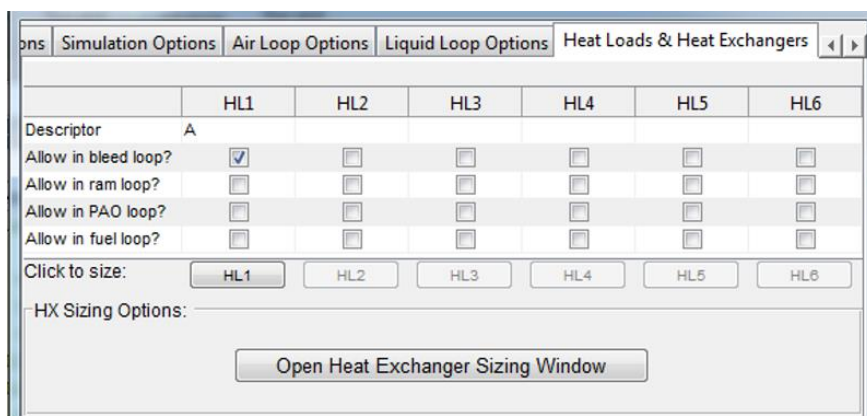 ons Simulation Options Air Loop Options Liquid Loop Options Heat Loads & Heat Exchangers
HL1 HL2 HL3 HL4 HL5 HL6
Descriptor A
Allow in bleed loop?
Allow in ram loop?
Allow in PAO loop?
Allow in fuel loop?
Click to size: HL1 HL2 HL3 HL4 HL5 HL6
HX Sizing Options:
Open Heat Exchanger Sizing Window